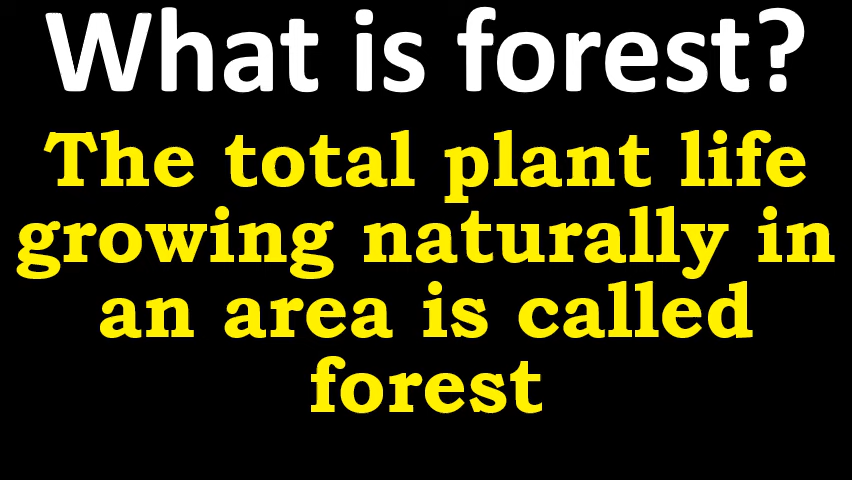 What is forest?
The total plant life
growing naturally in
an area is called
forest